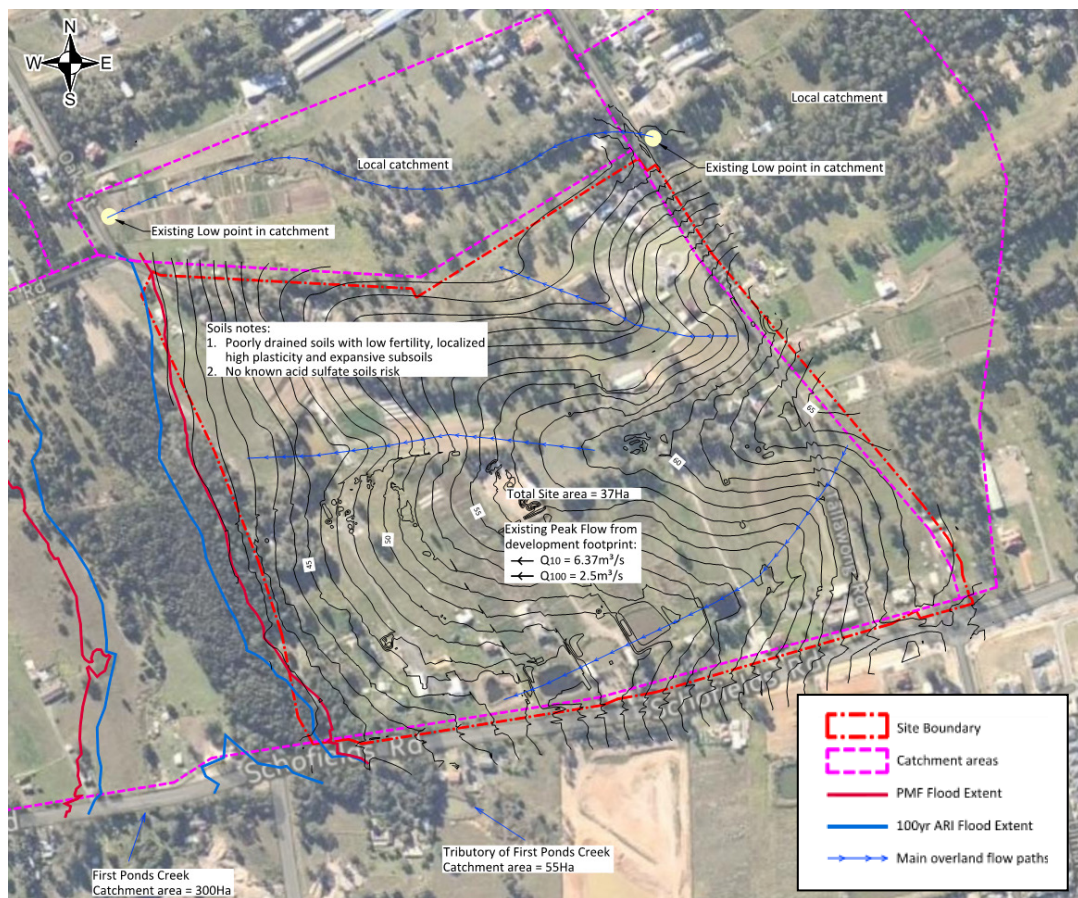 N
W E
S
Local catchment
Local catchment
Existing Low point in catchment
Existing Low point in catchment
Rd
Soils notes:
1. Poorly drained soils with low fertility, localized
high plasticity and expansive subsoils
2. No known acid sulfate soils risk
65
60
Total Site area = 37Ha
55
50
45
Existing Peak Flow from
development footprint:
Q10 = 6.37m³/s
Q100 = 2.5m³/s
Tallawong Rd
Schofields Rd
Schofields Rd
First Ponds Creek
Catchment area = 300Ha
Tributary of First Ponds Creek
Catchment area = 55Ha
Site Boundary
Catchment areas
PMF Flood Extent
100yr ARI Flood Extent
Main overland flow paths